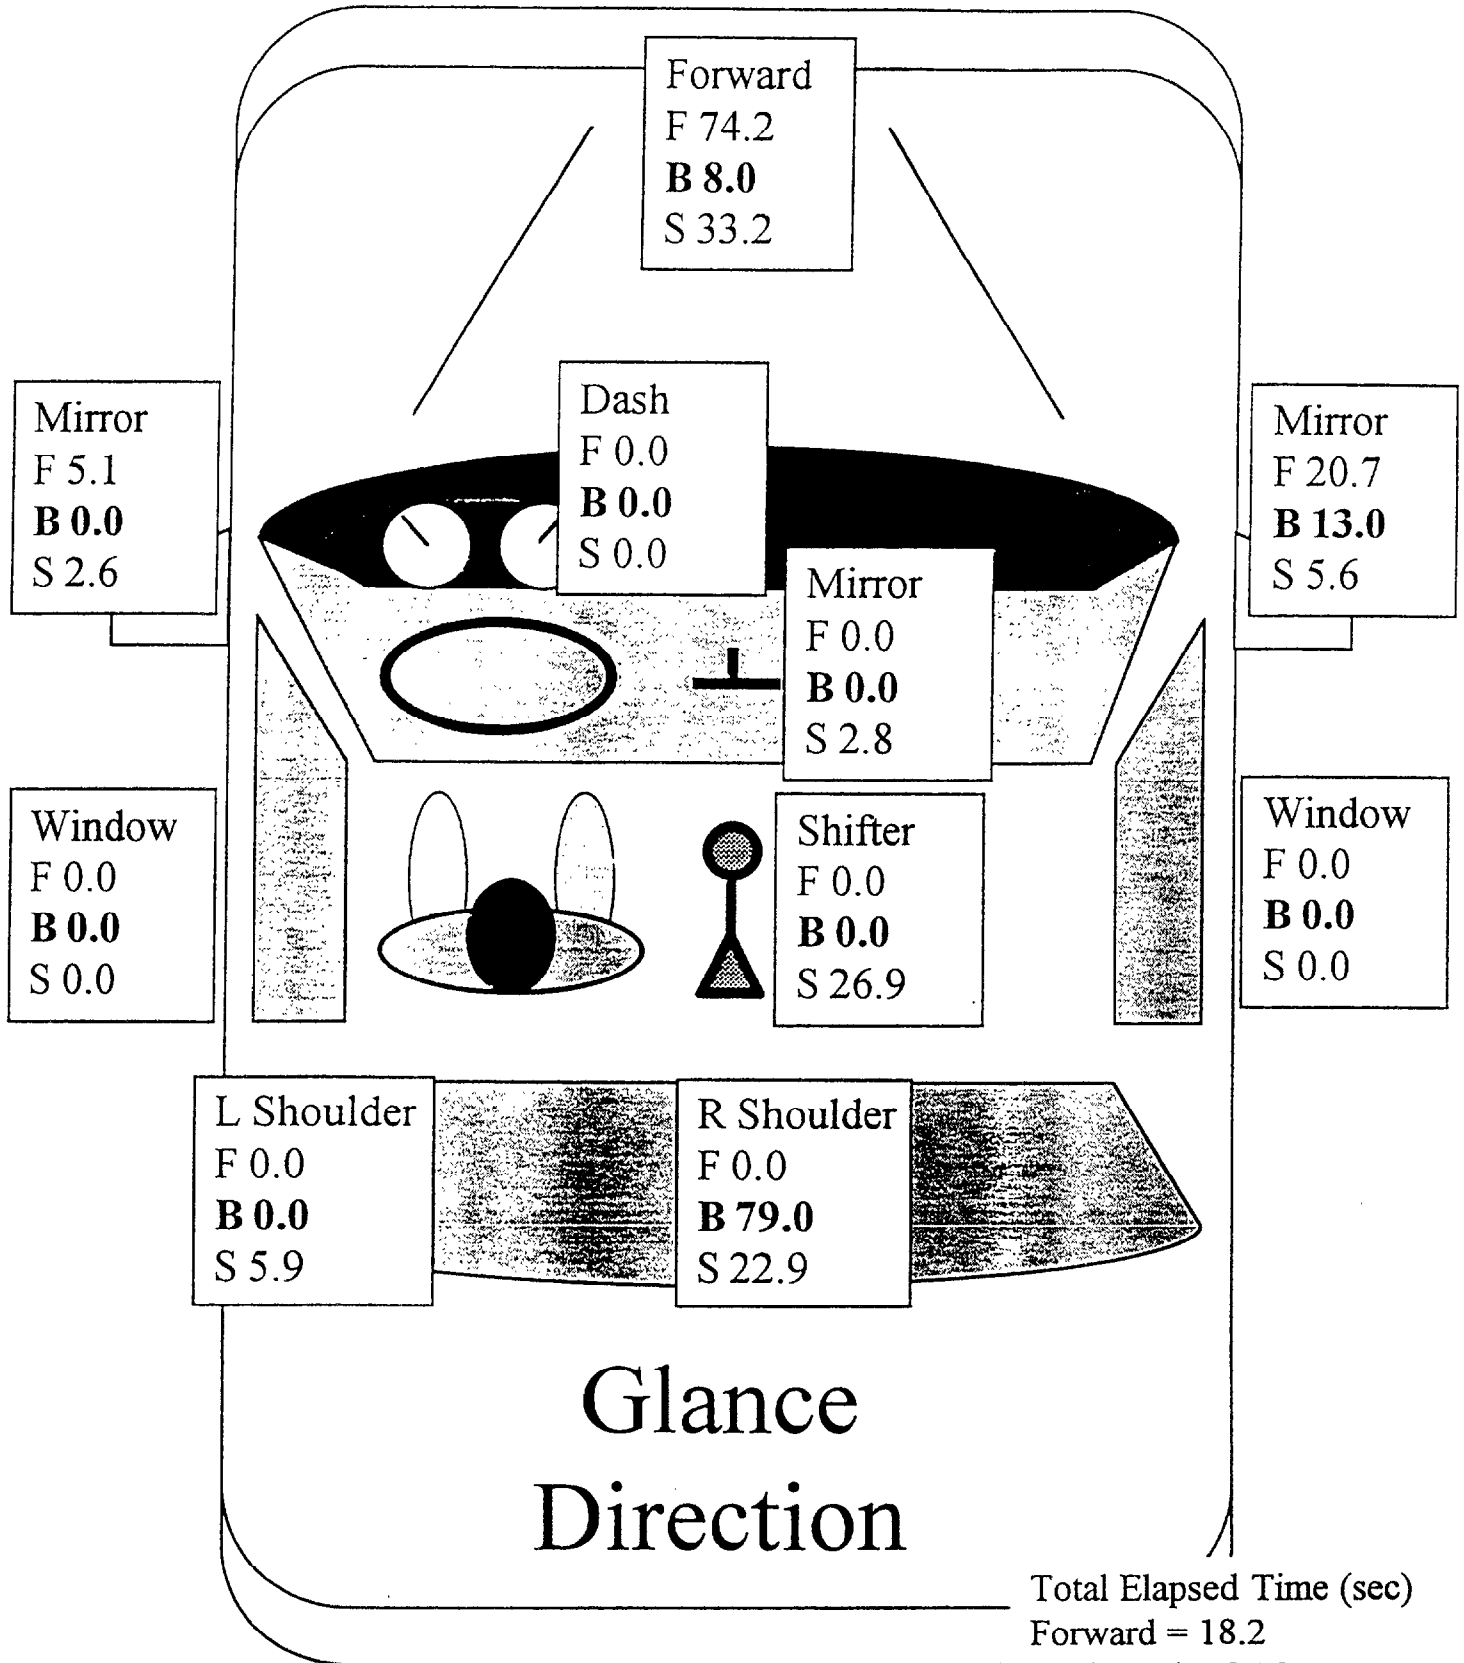 Forward
F 74.2
B 8.0
S 33.2
Mirror
F 5.1
B 0.0
S 2.6
Dash
F 0.0
B 0.0
S 0.0
Mirror
F 20.7
B 13.0
S 5.6
Mirror
F 0.0
B 0.0
S 2.8
Window
F 0.0
B 0.0
S 0.0
Shifter
F 0.0
B 0.0
S 26.9
Window
F 0.0
B 0.0
S 0.0
L Shoulder
F 0.0
B 0.0
S 5.9
R Shoulder
F 0.0
B 79.0
S 22.9
Glance
Direction
Total Elapsed Time (sec)
Forward = 18.2